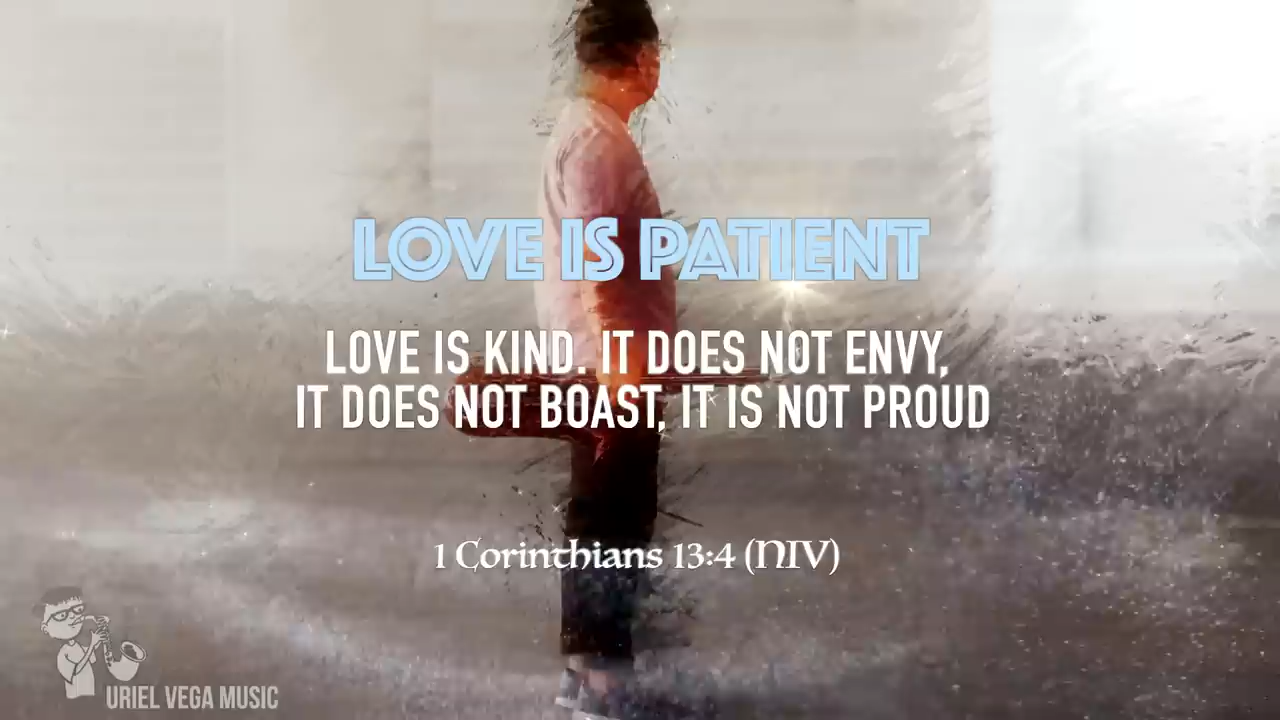 LOVE IS PATIENT
LOVE IS KIND. IT DOES NOT ENVY,
IT DOES NOT BOAST, IT IS NOT PROUD
1 Corinthians 13:4 (NIV)
URIEL VEGA MUSIC